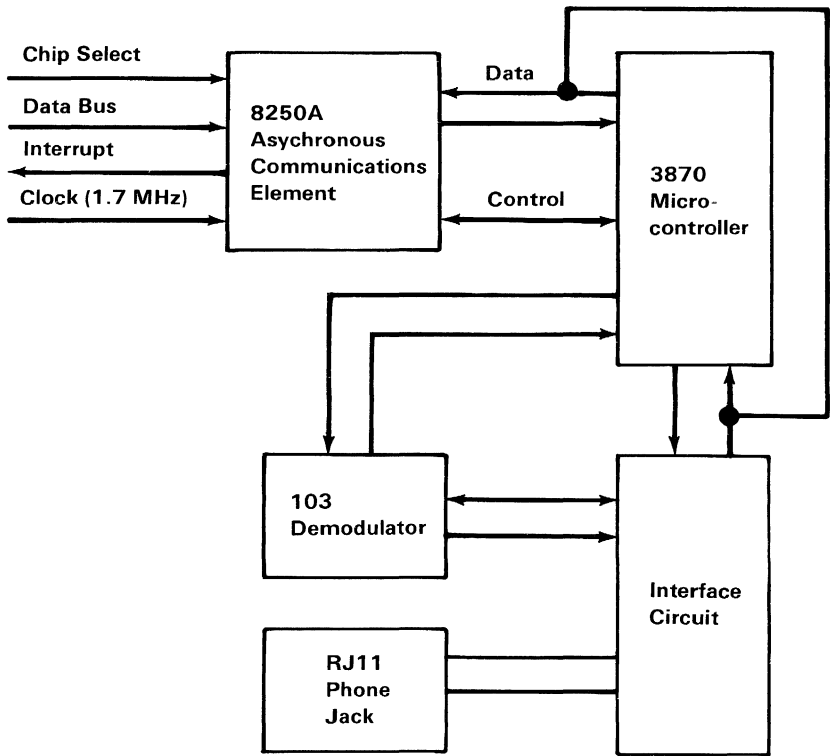 Chip Select
Data Bus
Interrupt
Clock (1.7 MHz)
8250A
Asychronous
Communications
Element
Data
Control
3870
Micro-
controller
103
Demodulator
Interface
Circuit
RJ11
Phone
Jack